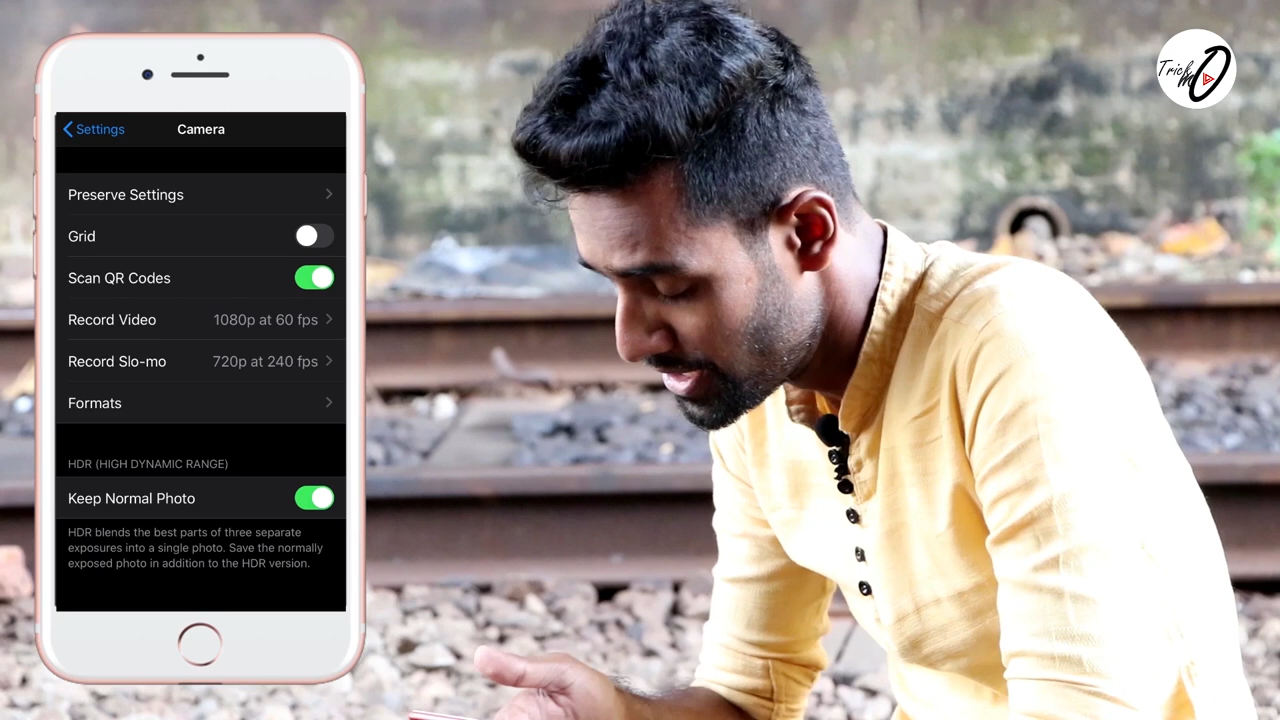 Settings
Camera
Preserve Settings
Grid
Scan QR Codes
Record Video 1080p at 60 fps
Record Slo-mo 720p at 240 fps
Formats
HDR (HIGH DYNAMIC RANGE)
Keep Normal Photo
HDR blends the best parts of three separate
exposures into a single photo. Save the normally
exposed photo in addition to the HDR version.
Trick
mO